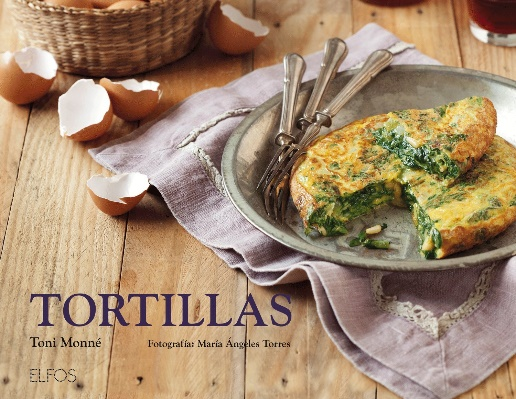 TORTILLAS
Toni Monné
Fotografía: María Ángeles Torres
ELFOS